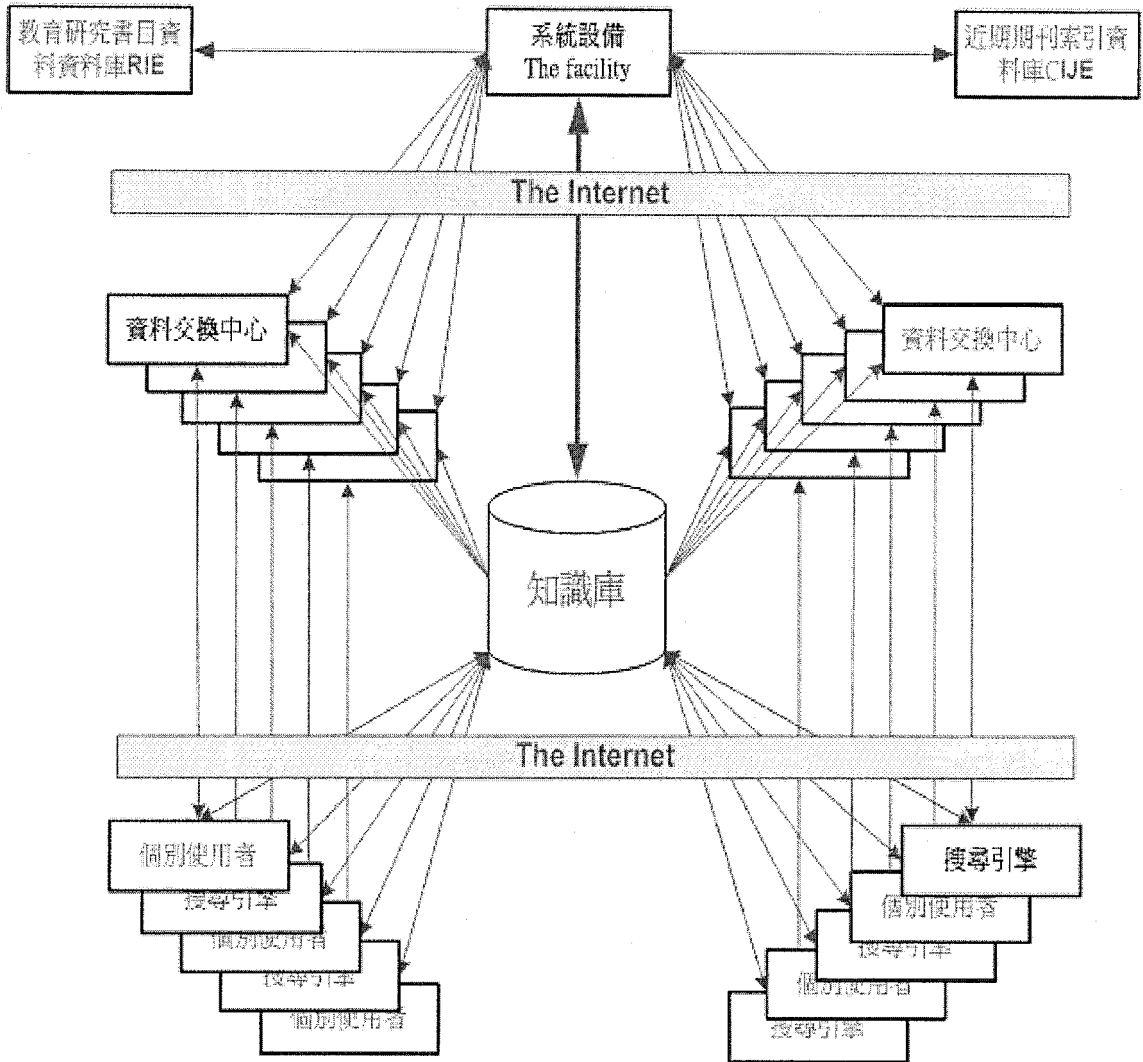 教育研究書目資
料資料庫RIE
系統設備
The facility
近期期刊索引資
料庫CIJE
The Internet
資料交換中心
資料交換中心
知識庫
The Internet
個別使用者
搜尋引擎
個別使用者
搜尋引擎
個別使用者
搜尋引擎
個別使用者
搜尋引擎
個別使用者
搜尋引擎